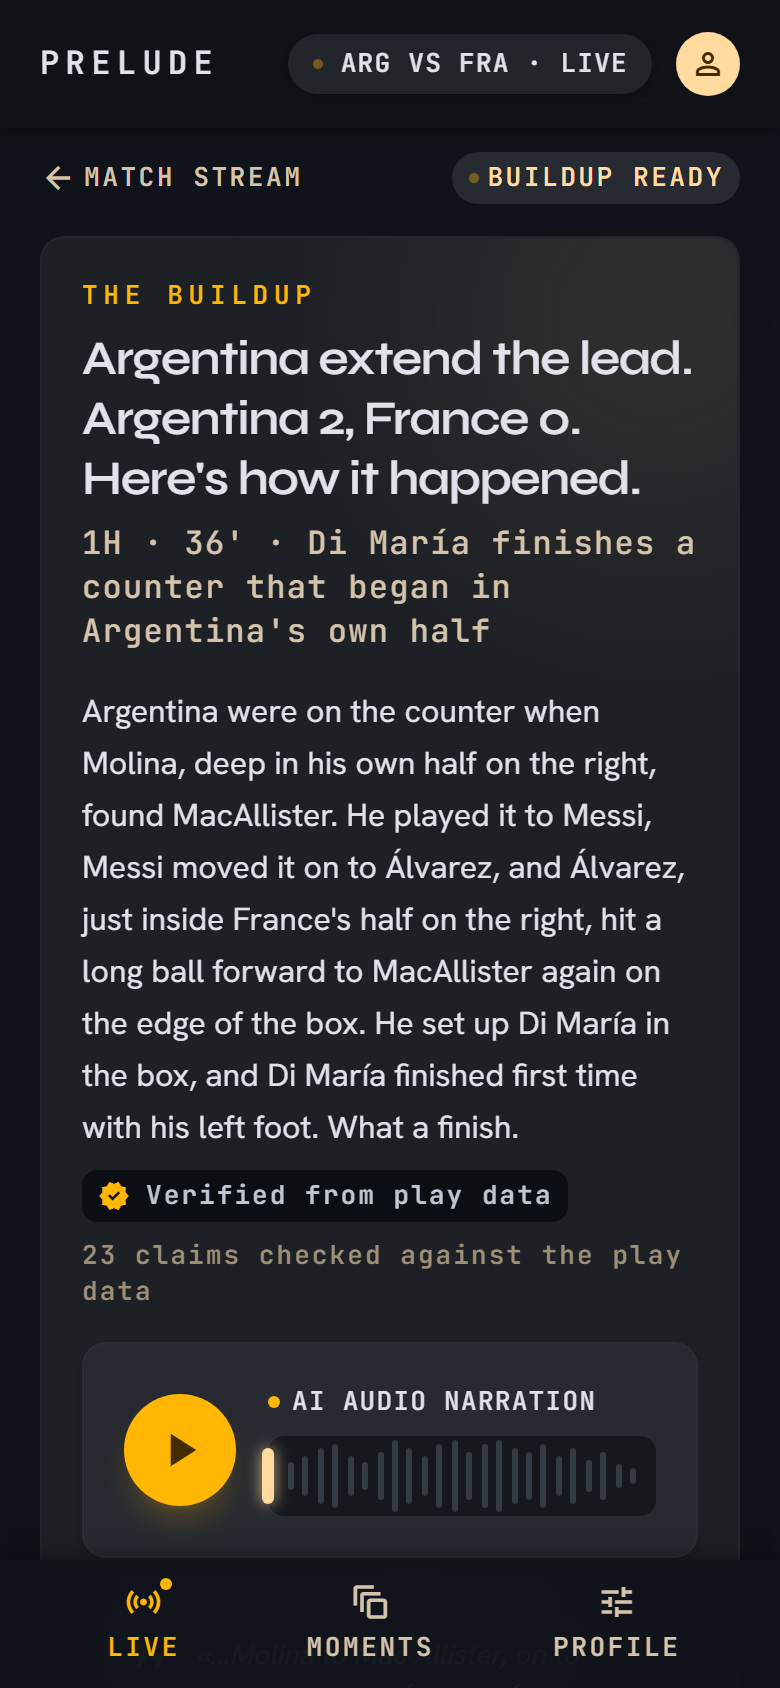 PRELUDE
ARG VS FRA · LIVE
MATCH STREAM
BUILDUP READY
THE BUILDUP
Argentina extend the lead.
Argentina 2, France 0.
Here's how it happened.
1H · 36' · Di María finishes a
counter that began in
Argentina's own half
Argentina were on the counter when
Molina, deep in his own half on the right,
found MacAllister. He played it to Messi,
Messi moved it on to Álvarez, and Álvarez,
just inside France's half on the right, hit a
long ball forward to MacAllister again on
the edge of the box. He set up Di María in
the box, and Di María finished first time
with his left foot. What a finish.
Verified from play data
23 claims checked against the play
data
AI AUDIO NARRATION
«...Molina to Mac Allister, on to
LIVE
MOMENTS
PROFILE